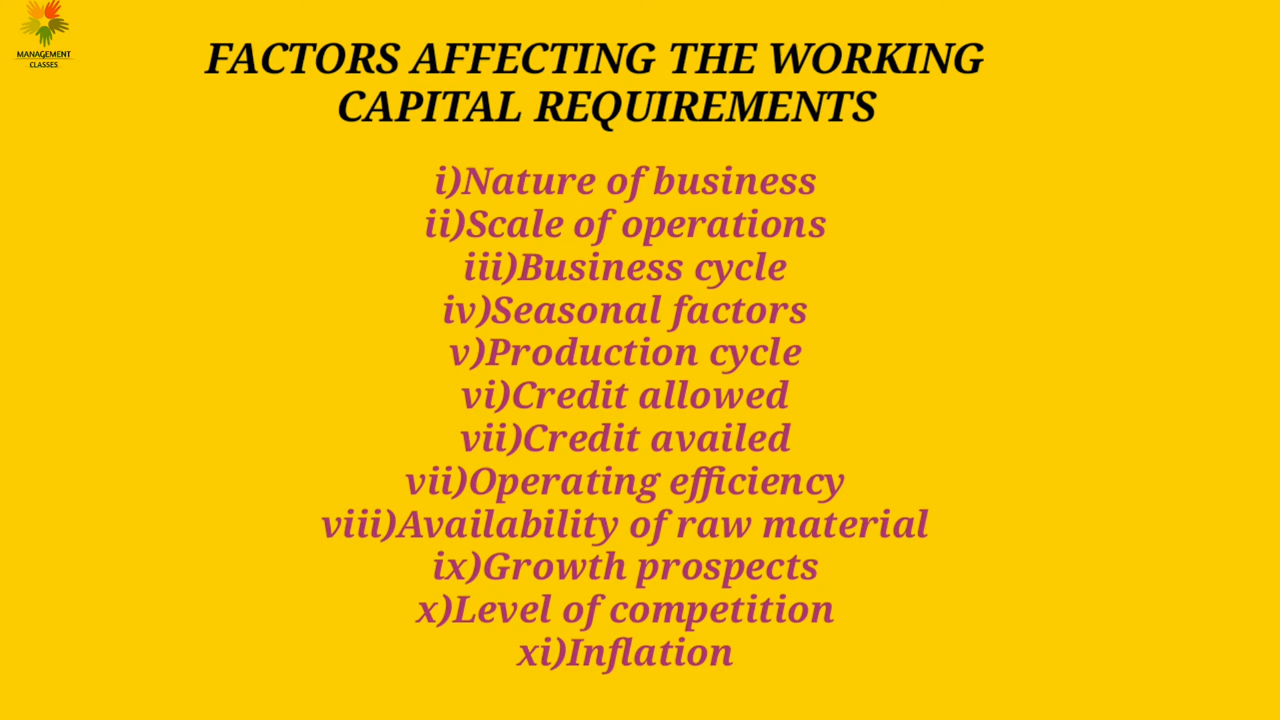 MANAGEMENT
CLASSES
FACTORS AFFECTING THE WORKING
CAPITAL REQUIREMENTS
i)Nature of business
ii)Scale of operations
iii)Business cycle
iv)Seasonal factors
v)Production cycle
vi)Credit allowed
vii)Credit availed
vii)Operating efficiency
viii)Availability of raw material
ix)Growth prospects
x)Level of competition
xi)Inflation